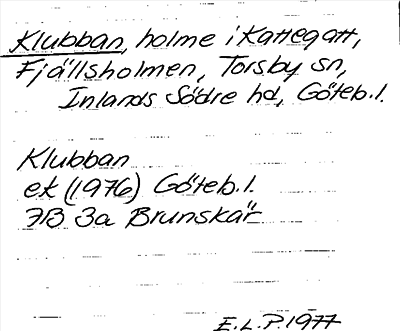 Klubban, holme i Kattegatt,
Fjällsholmen, Torsby sn,
Inlands Södre hd, Göteb.l.
Klubban
ek (1976) Göteb.l.
7B 3a Brunskär
E.L.P. 1977